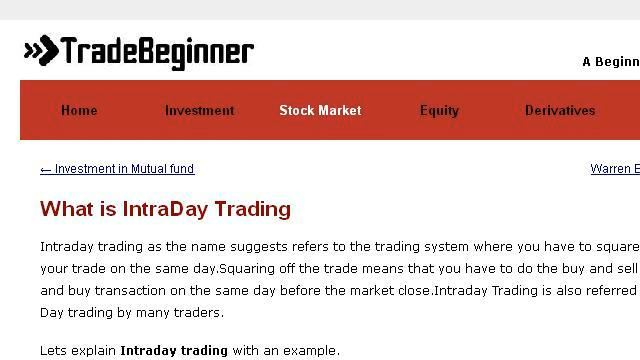 TradeBeginner
A Beginn
Home Investment Stock Market Equity Derivatives
← Investment in Mutual fund Warren E
What is IntraDay Trading
Intraday trading as the name suggests refers to the trading system where you have to square
your trade on the same day.Squaring off the trade means that you have to do the buy and sell
and buy transaction on the same day before the market close.Intraday Trading is also referred
Day trading by many traders.
Lets explain Intraday trading with an example.